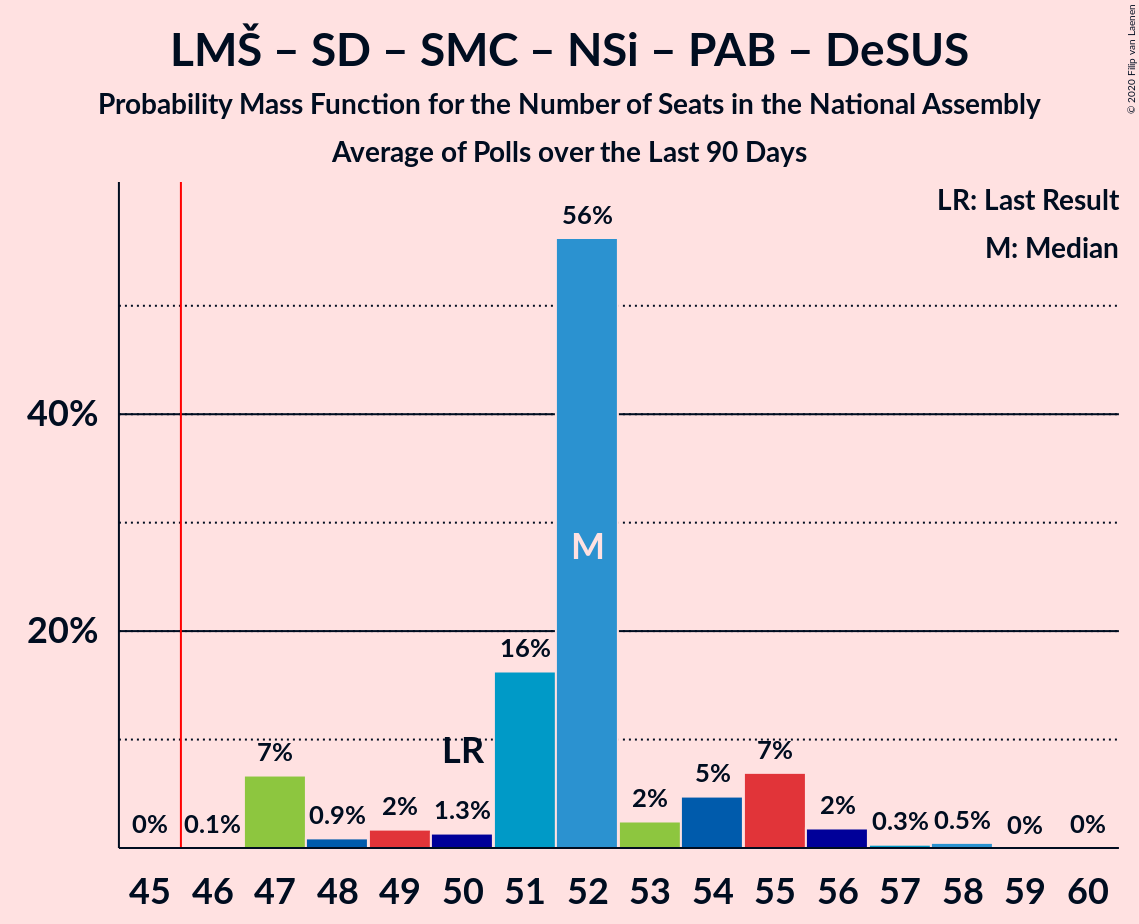 LMŠ – SD – SMC – NSi – PAB – DeSUS
Probability Mass Function for the Number of Seats in the National Assembly
Average of Polls over the Last 90 Days
© 2020 Filip van Laenen
LR: Last Result
M: Median
56%
40%
M
20%
16%
LR
7%
7%
5%
2%
2%
2%
1.3%
0.9%
0%
0.1%
0.3%
0.5%
0%
0%
45 46 47 48 49 50 51 52 53 54 55 56 57 58 59 60